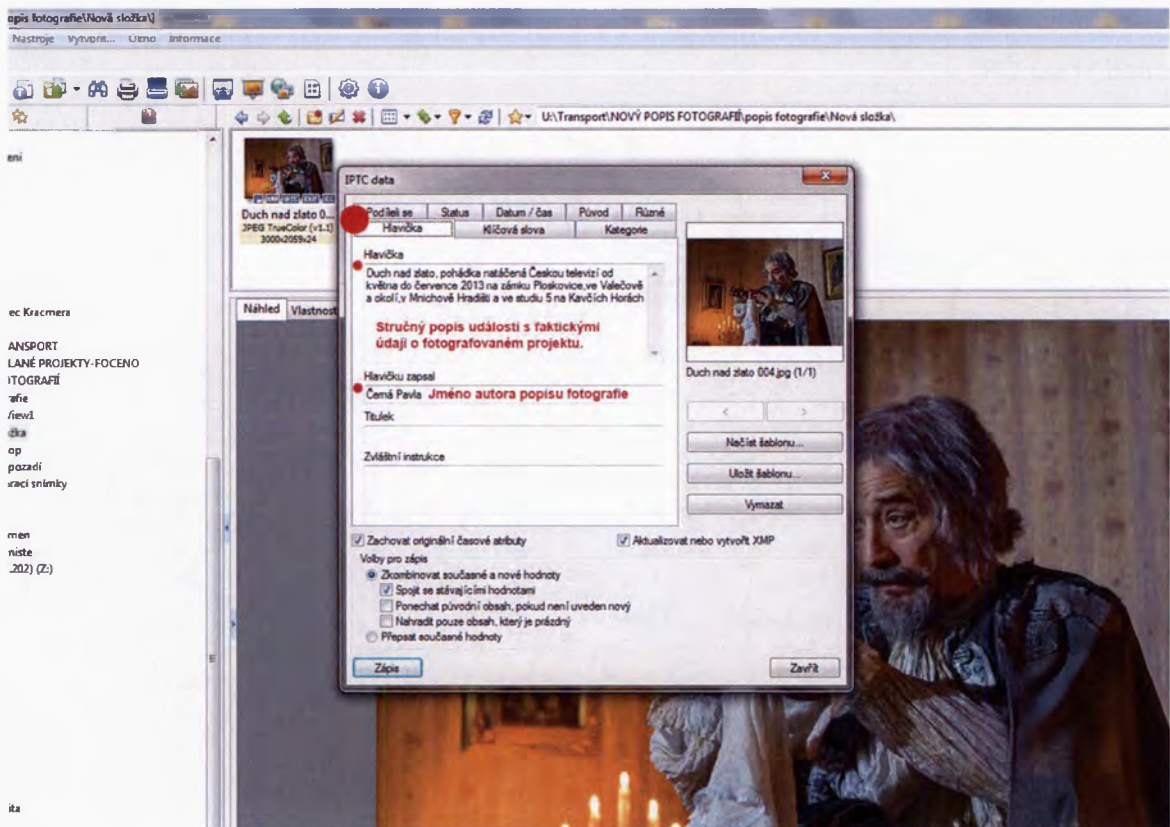 opis fotografie\Nová složka\]
Nástroje Vytvořit... Okno Informace
U:\Transport\NOVÝ POPIS FOTOGRAFIÍ\popis fotografie\Nová složka\
ení
Duch nad zlato 0...
JPEG TrueColor (v1.1)
3000x2059x24
ec Kracmera
ANSPORT
LANÉ PROJEKTY-FOCENO
TOGRAFIÍ
afie
View1
žka
op
pozadí
rací snímky
men
niste
.202) (Z:)
ita
Náhled Vlastnost
IPTC data
Podíleli se Status Datum / čas Původ Různé
Hlavička Klíčová slova Kategorie
Hlavička
Duch nad zlato, pohádka natáčená Českou televizí od
května do července 2013 na zámku Ploskovice,ve Valečově
a okolí,v Mnichově Hradišti a ve studiu 5 na Kavčích Horách
Stručný popis události s faktickými
údaji o fotografovaném projektu.
Hlavičku zapsal
Černá Pavla Jméno autora popisu fotografie
Titulek
Zvláštní instrukce
Duch nad zlato 004.jpg (1/1)
< >
Načíst šablonu...
Uložit šablonu...
Vymazat
Zachovat originální časové atributy
Aktualizovat nebo vytvořit XMP
Volby pro zápis
Zkombinovat současné a nové hodnoty
Spojit se stávajícími hodnotami
Ponechat původní obsah, pokud není uveden nový
Nahradit pouze obsah, který je prázdný
Přepsat současné hodnoty
Zápis
Zavřít